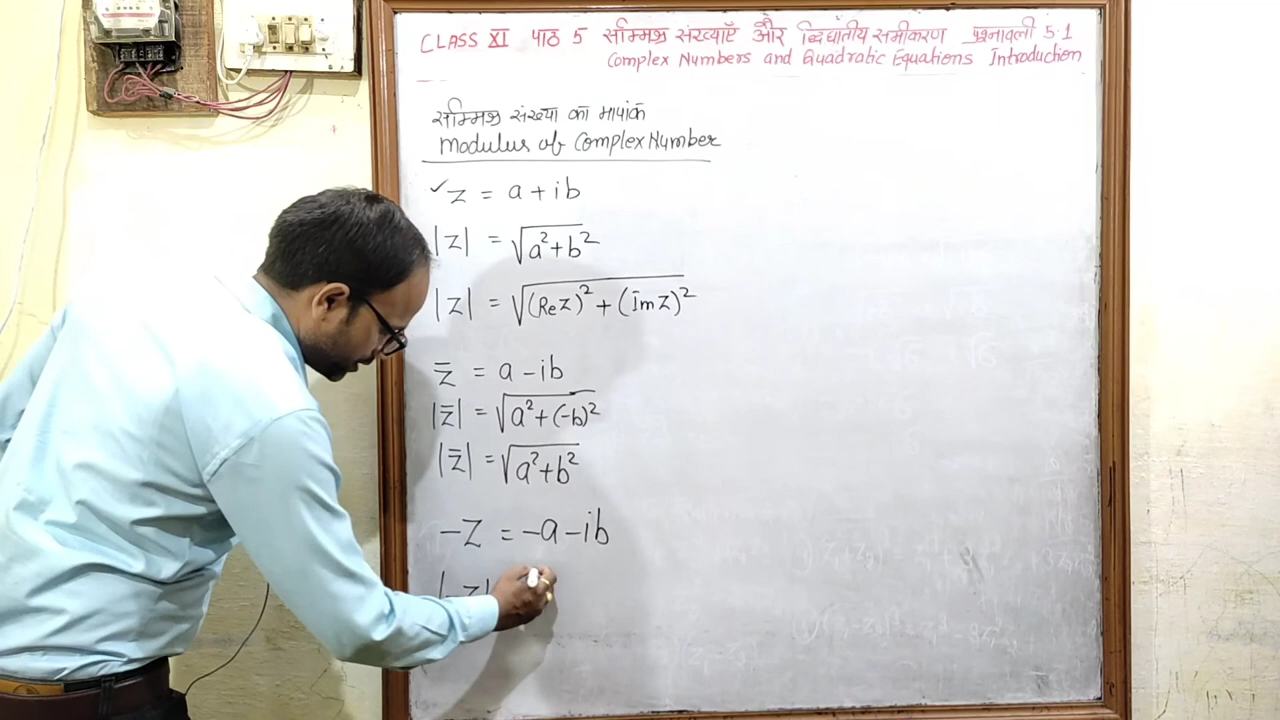 CLASS XI पाठ 5 सम्मिश्र संख्याएँ और द्विघातीय समीकरण प्रश्नावली 5.1
Complex Numbers and Quadratic Equations Introduction
सम्मिश्र संख्या का मापांक
Modulus of Complex Number
✓ z = a + ib
|z| = √(a² + b²)
|z| = √((Re z)² + (Im z)²)
z̄ = a - ib
|z̄| = √(a² + (-b)²)
|z̄| = √(a² + b²)
-z = -a - ib
|-z|